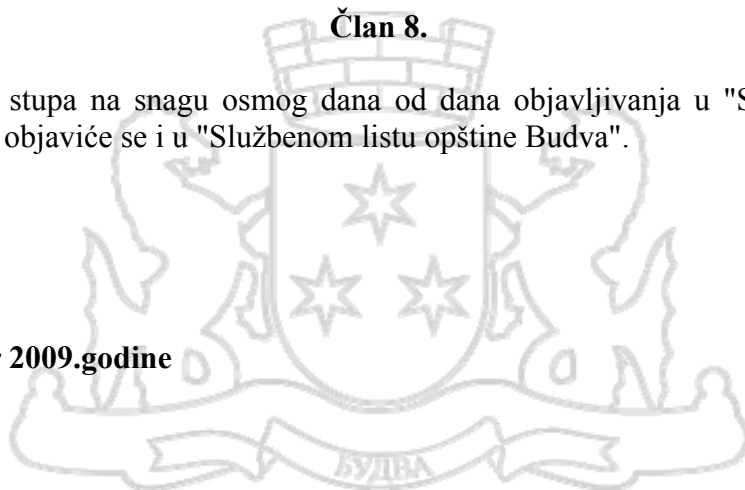 Član 8.
stupa na snagu osmog dana od dana objavljivanja u "S
objaviće se i u "Službenom listu opštine Budva".
2009.godine
БУДВА